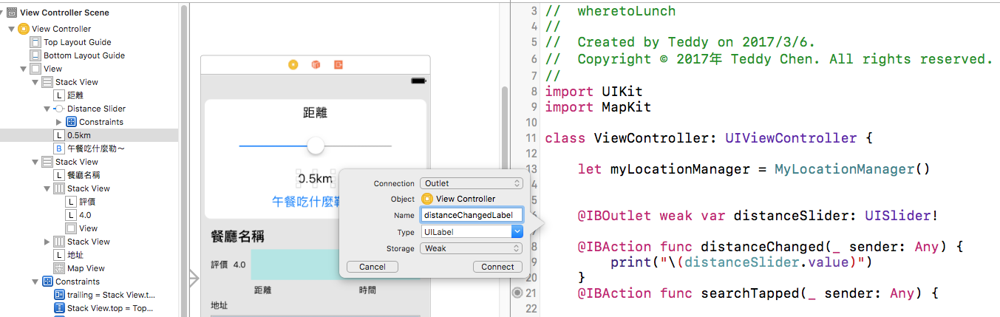 View Controller Scene
View Controller
Top Layout Guide
Bottom Layout Guide
View
Stack View
L 距離
Distance Slider
Constraints
L 0.5km
B 午餐吃什麼勒～
Stack View
L 餐廳名稱
Stack View
L 評價
L 4.0
View
Stack View
L 地址
Map View
Constraints
trailing = Stack View.t...
Stack View.top = Top...
距離
0.5km
午餐吃什麼
餐廳名稱
評價 4.0
距離 時間
地址
Connection Outlet
Object View Controller
Name distanceChangedLabel
Type UILabel
Storage Weak
Cancel Connect
3 // wheretoLunch
4 //
5 // Created by Teddy on 2017/3/6.
6 // Copyright © 2017年 Teddy Chen. All rights reserved.
7 //
8 import UIKit
9 import MapKit
10
11 class ViewController: UIViewController {
12
13 let myLocationManager = MyLocationManager()
4
5
6 @IBOutlet weak var distanceSlider: UISlider!
7
8 @IBAction func distanceChanged(_ sender: Any) {
9 print("\(distanceSlider.value)")
20 }
21 @IBAction func searchTapped(_ sender: Any) {
22